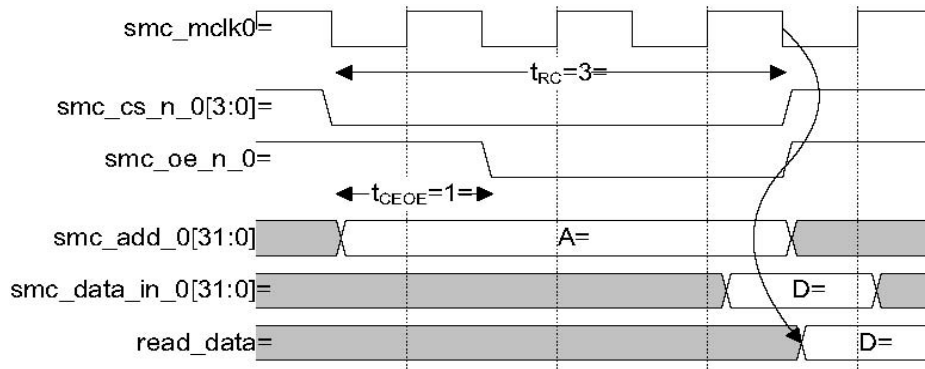 smc_mclk0=
t_RC=3=
smc_cs_n_0[3:0]=
smc_oe_n_0=
t_CEOE=1=
smc_add_0[31:0]
A=
smc_data_in_0[31:0]
D=
read_data=
D=